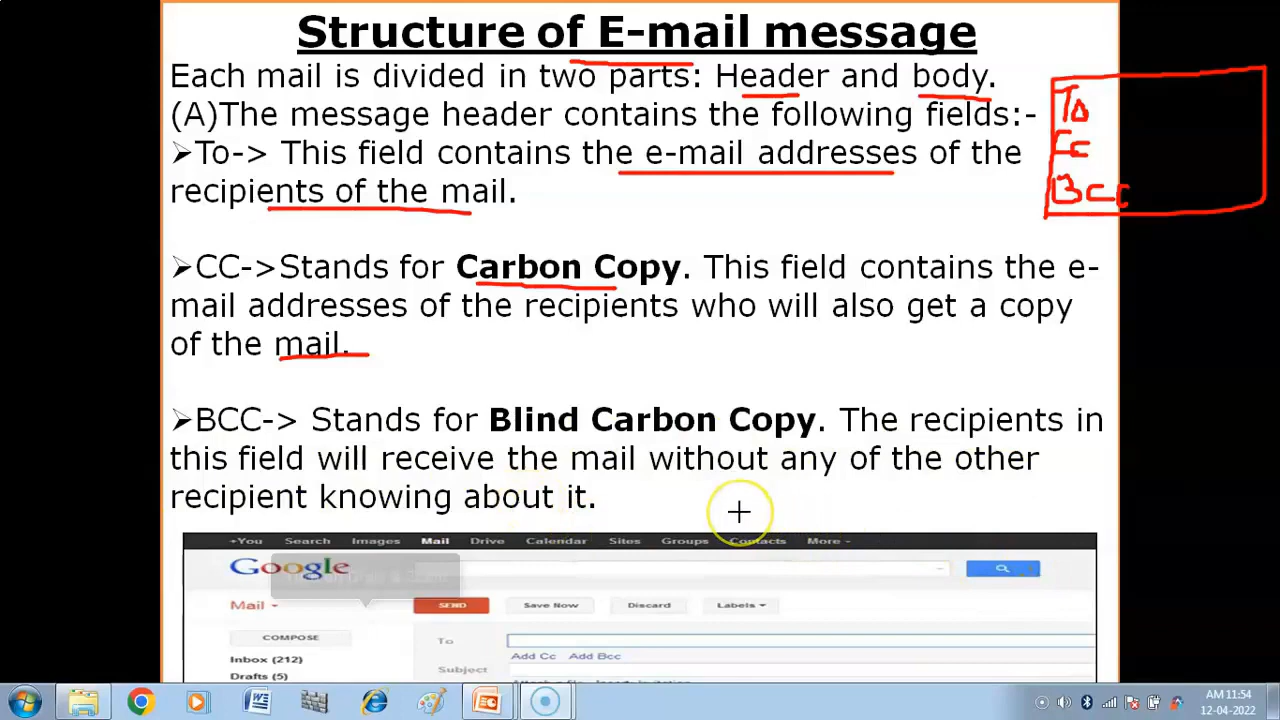 Structure of E-mail message
Each mail is divided in two parts: Header and body.
(A)The message header contains the following fields:-
To
➢To-> This field contains the e-mail addresses of the
Cc
recipients of the mail.
BCC
➢CC->Stands for Carbon Copy. This field contains the e-
mail addresses of the recipients who will also get a copy
of the mail.
➢BCC-> Stands for Blind Carbon Copy. The recipients in
this field will receive the mail without any of the other
recipient knowing about it.
+You Search Images Mail Drive Calendar Sites Groups Contacts More
Google
Mail SEND Save Now Discard Labels
COMPOSE To
Inbox (212) Add Cc Add Bcc
Drafts (5) Subject
AM 11:54
12-04-2022